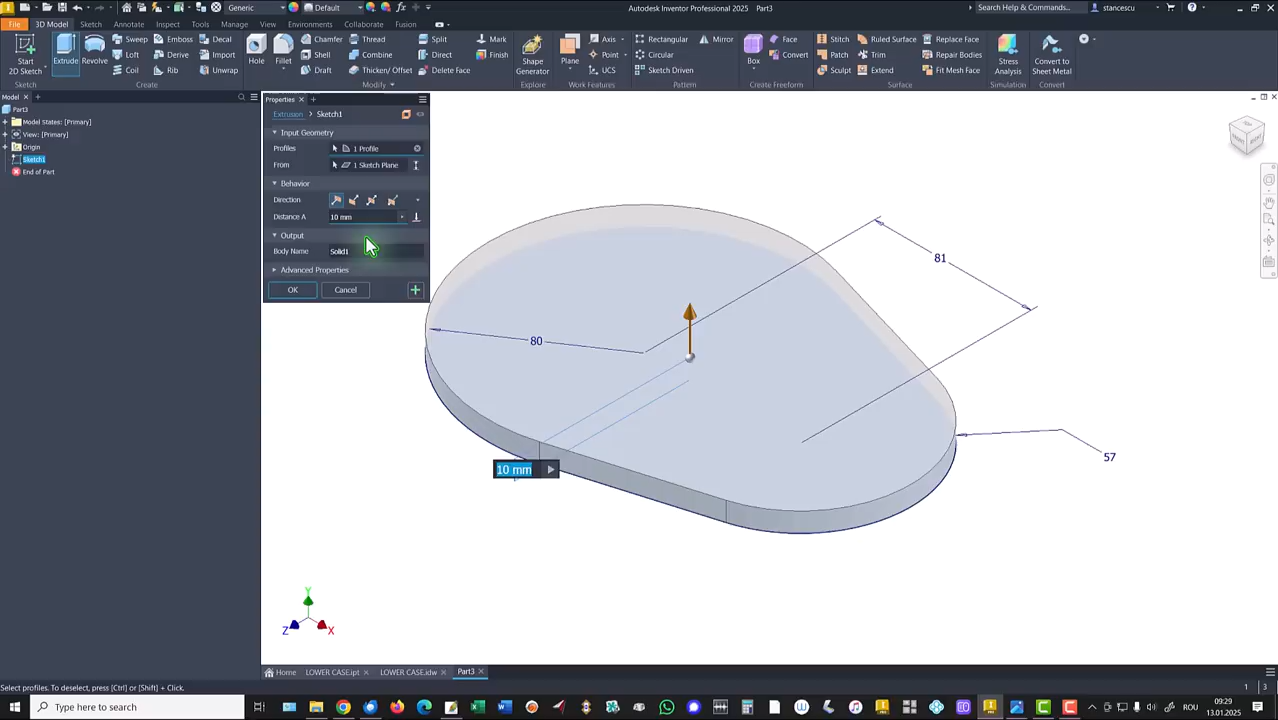 Generic Default Autodesk Inventor Professional 2025 Part3 Search Help & Commands... stancescu
File 3D Model Sketch Annotate Inspect Tools Manage View Environments Collaborate Fusion
Start 2D Sketch Extrude Revolve Sweep Emboss Decal Hole Fillet Chamfer Thread Split Mark Shape Generator Plane Axis Rectangular Mirror Box Face Stitch Ruled Surface Replace Face Stress Analysis Convert to Sheet Metal
Loft Derive Import Shell Combine Direct Finish Point Circular Convert Patch Trim Repair Bodies
Coil Rib Unwrap Draft Thicken/ Offset Delete Face UCS Sketch Driven Sculpt Extend Fit Mesh Face
Sketch Create Modify Explore Work Features Pattern Create Freeform Surface Simulation Convert
Model
Part3
Model States: [Primary]
View: [Primary]
Origin
Sketch1
End of Part
Properties
Extrusion > Sketch1
Input Geometry
Profiles 1 Profile
From 1 Sketch Plane
Behavior
Direction
Distance A 10 mm
Output
Body Name Solid1
Advanced Properties
OK Cancel
81
80
57
10 mm
Y
Z X
Home LOWER CASE.ipt LOWER CASE.idw Part3
Select profiles. To deselect, press [Ctrl] or [Shift] + Click. 1 3
Type here to search ROU 09:29
13.01.2025